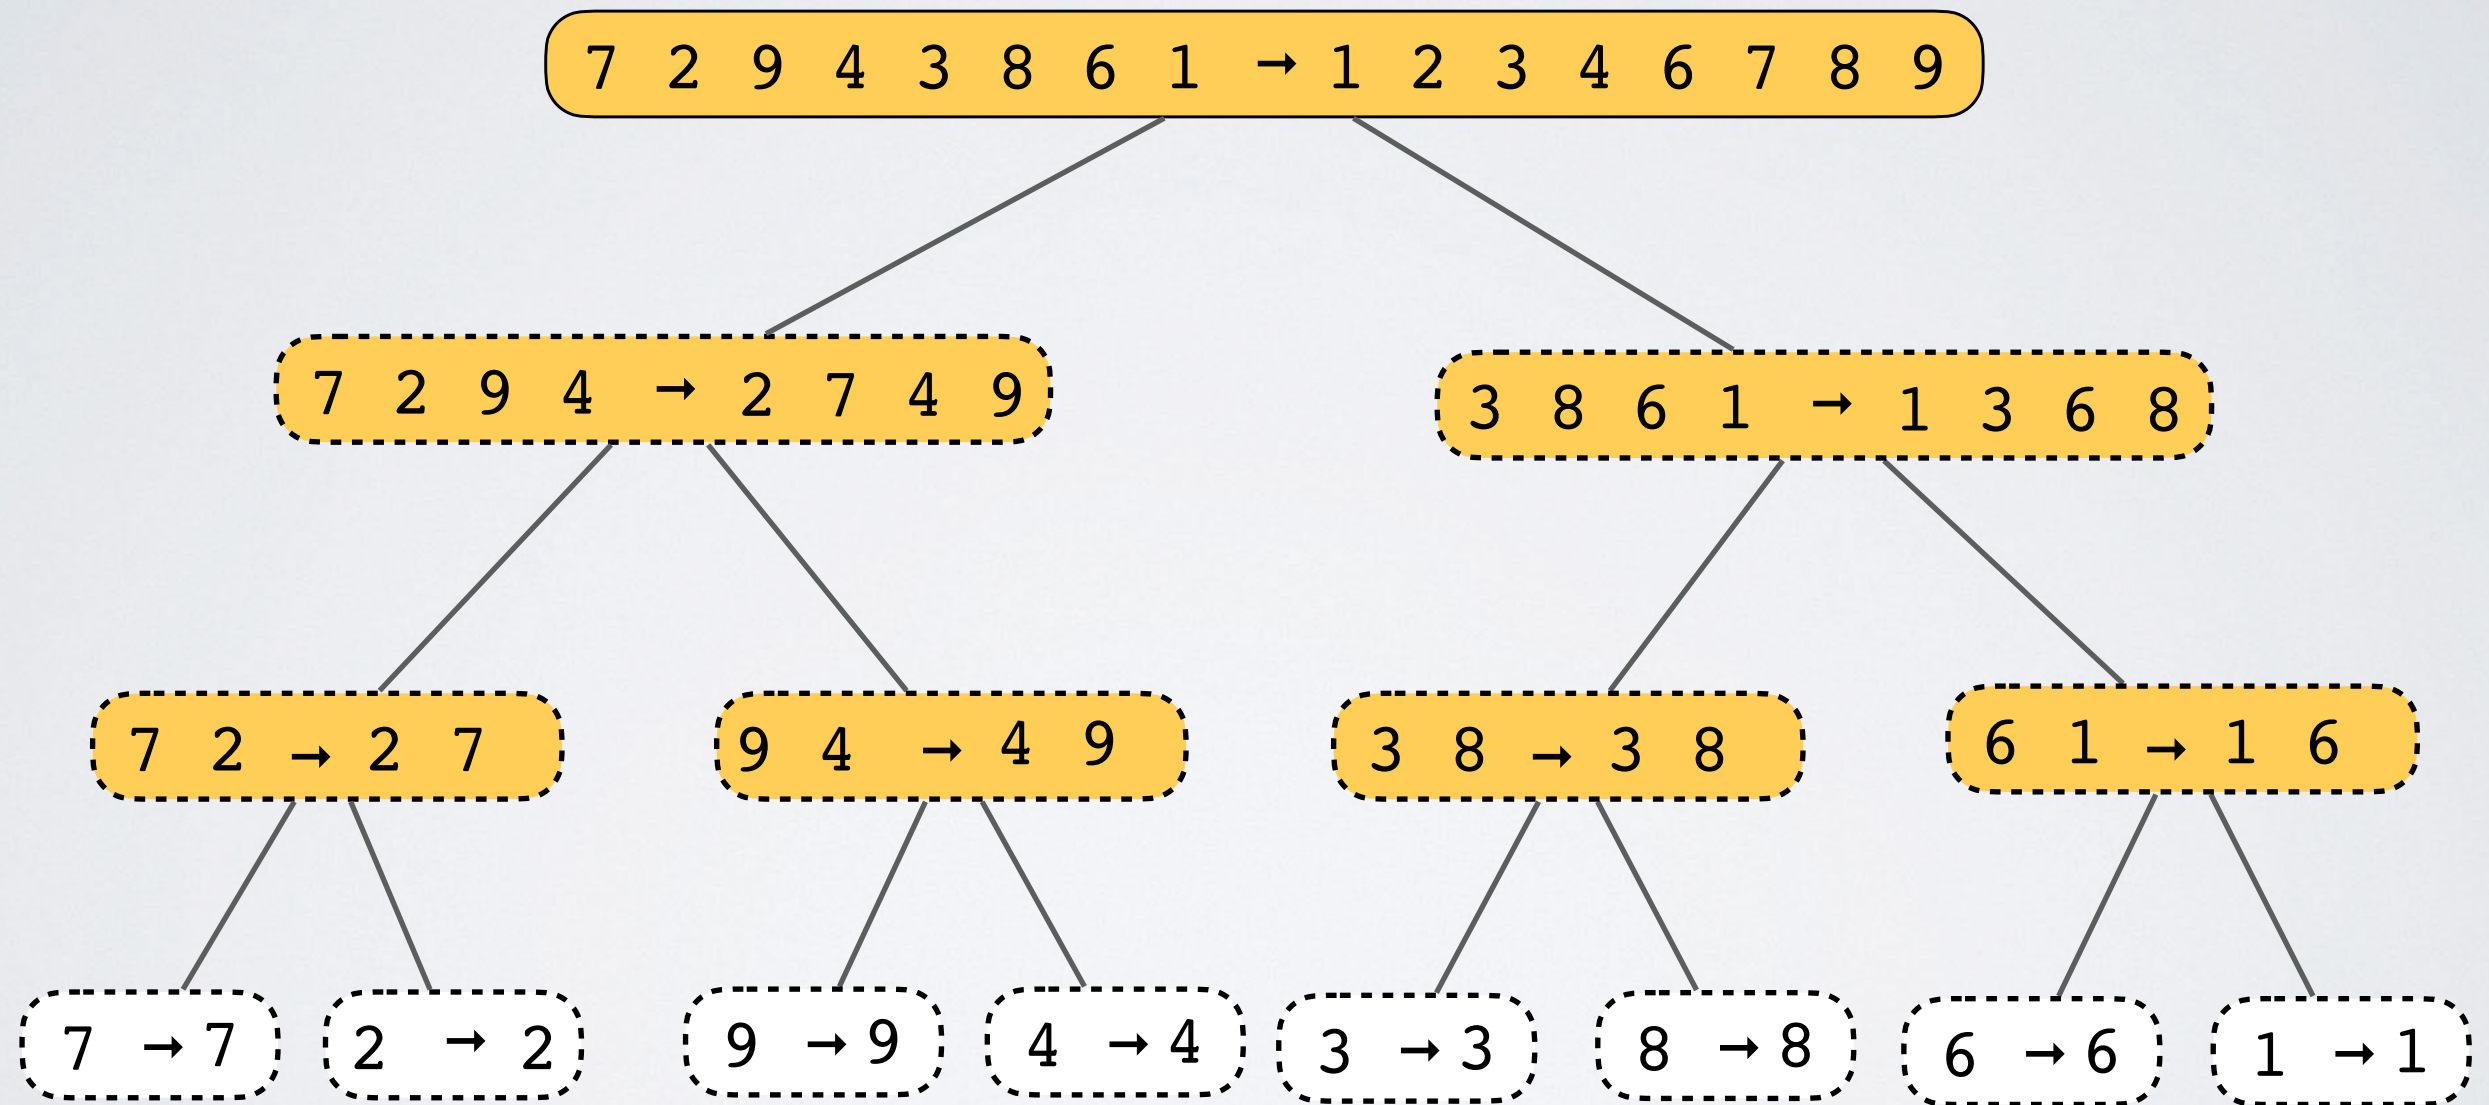 7 2 9 4 3 8 6 1 → 1 2 3 4 6 7 8 9
7 2 9 4 → 2 7 4 9
3 8 6 1 → 1 3 6 8
7 2 → 2 7
9 4 → 4 9
3 8 → 3 8
6 1 → 1 6
7 → 7
2 → 2
9 → 9
4 → 4
3 → 3
8 → 8
6 → 6
1 → 1